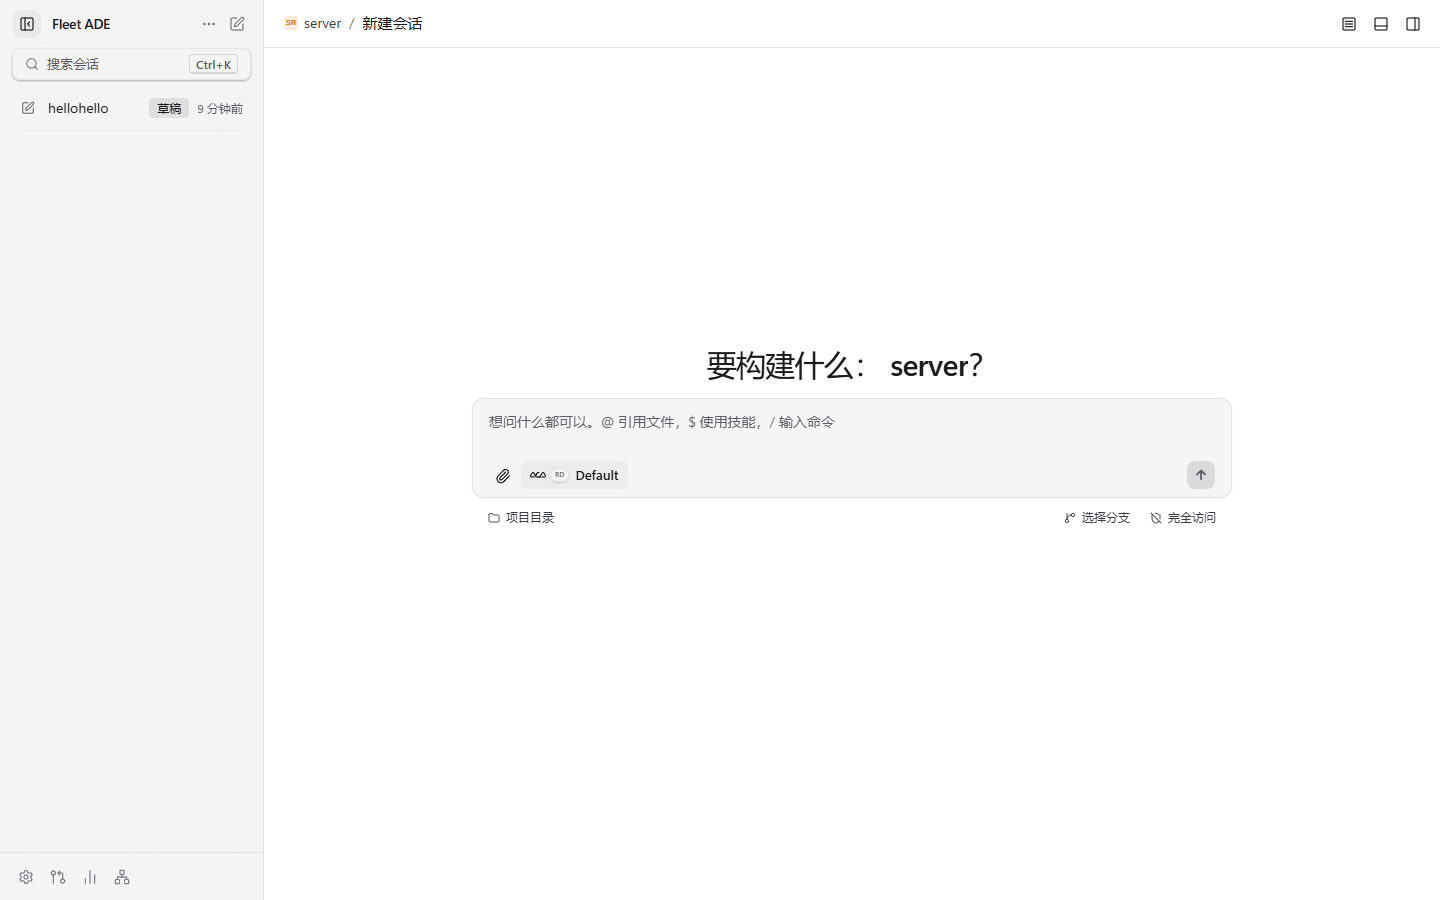 Fleet ADE
搜索会话 Ctrl+K
hellohello 草稿 9 分钟前
SR server / 新建会话
要构建什么： server？
想问什么都可以。@ 引用文件，$ 使用技能，/ 输入命令
RD Default
项目目录 选择分支 完全访问